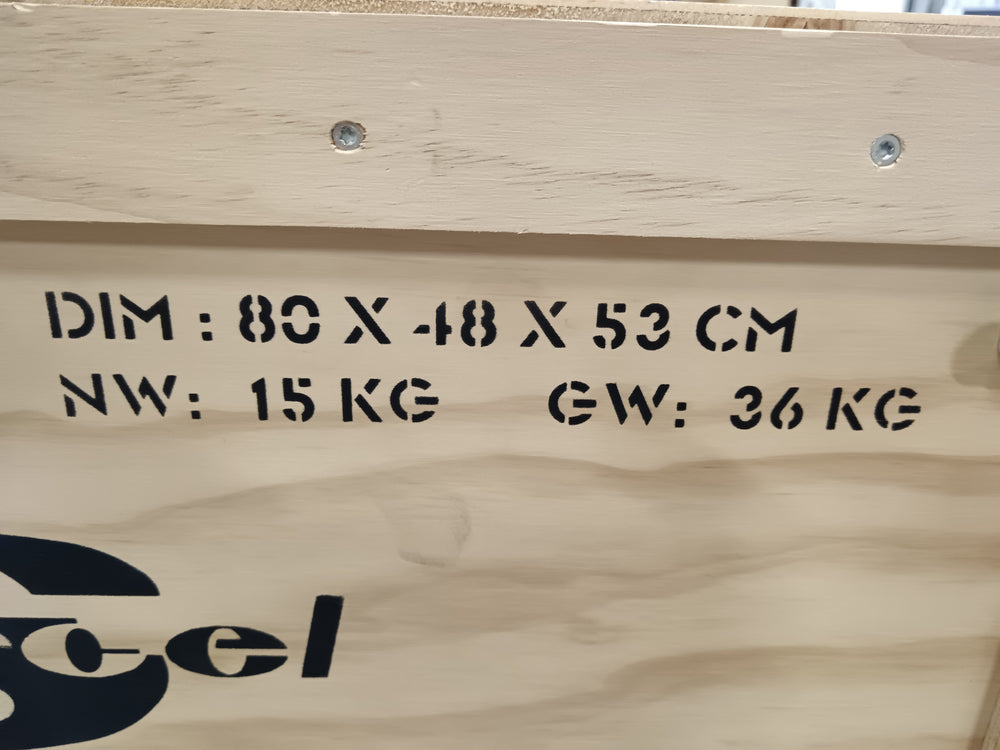 DIM : 80 X 48 X 53 CM
NW: 15 KG GW: 36 KG